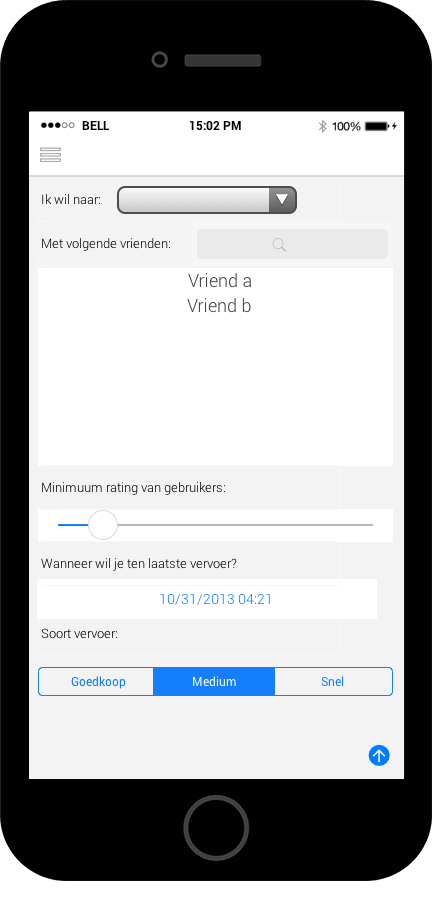 BELL 15:02 PM 100%
Ik wil naar:
Met volgende vrienden:
Vriend a
Vriend b
Minimuum rating van gebruikers:
Wanneer wil je ten laatste vervoer?
10/31/2013 04:21
Soort vervoer:
Goedkoop Medium Snel